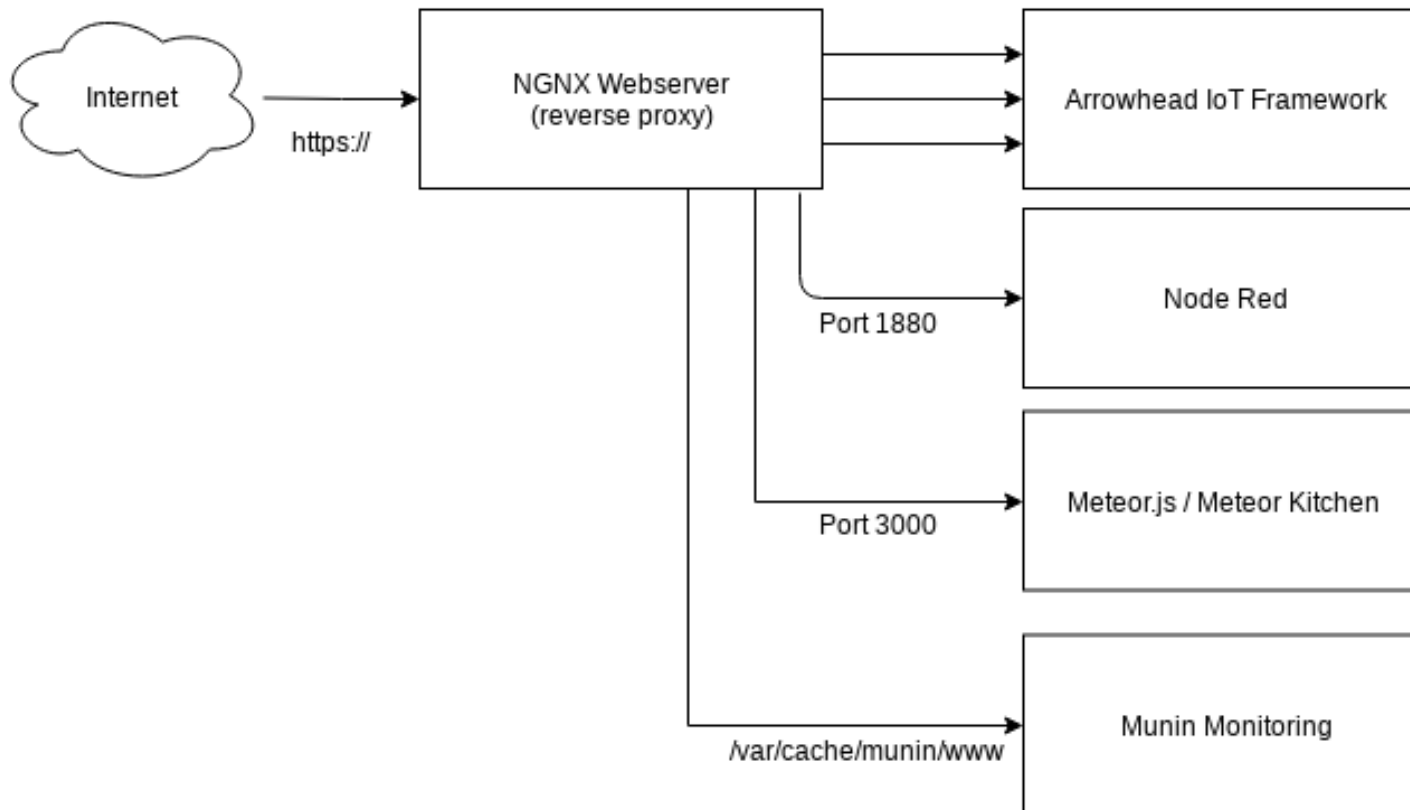 Internet
https://
NGNX Webserver
(reverse proxy)
Arrowhead IoT Framework
Node Red
Port 1880
Meteor.js / Meteor Kitchen
Port 3000
Munin Monitoring
/var/cache/munin/www